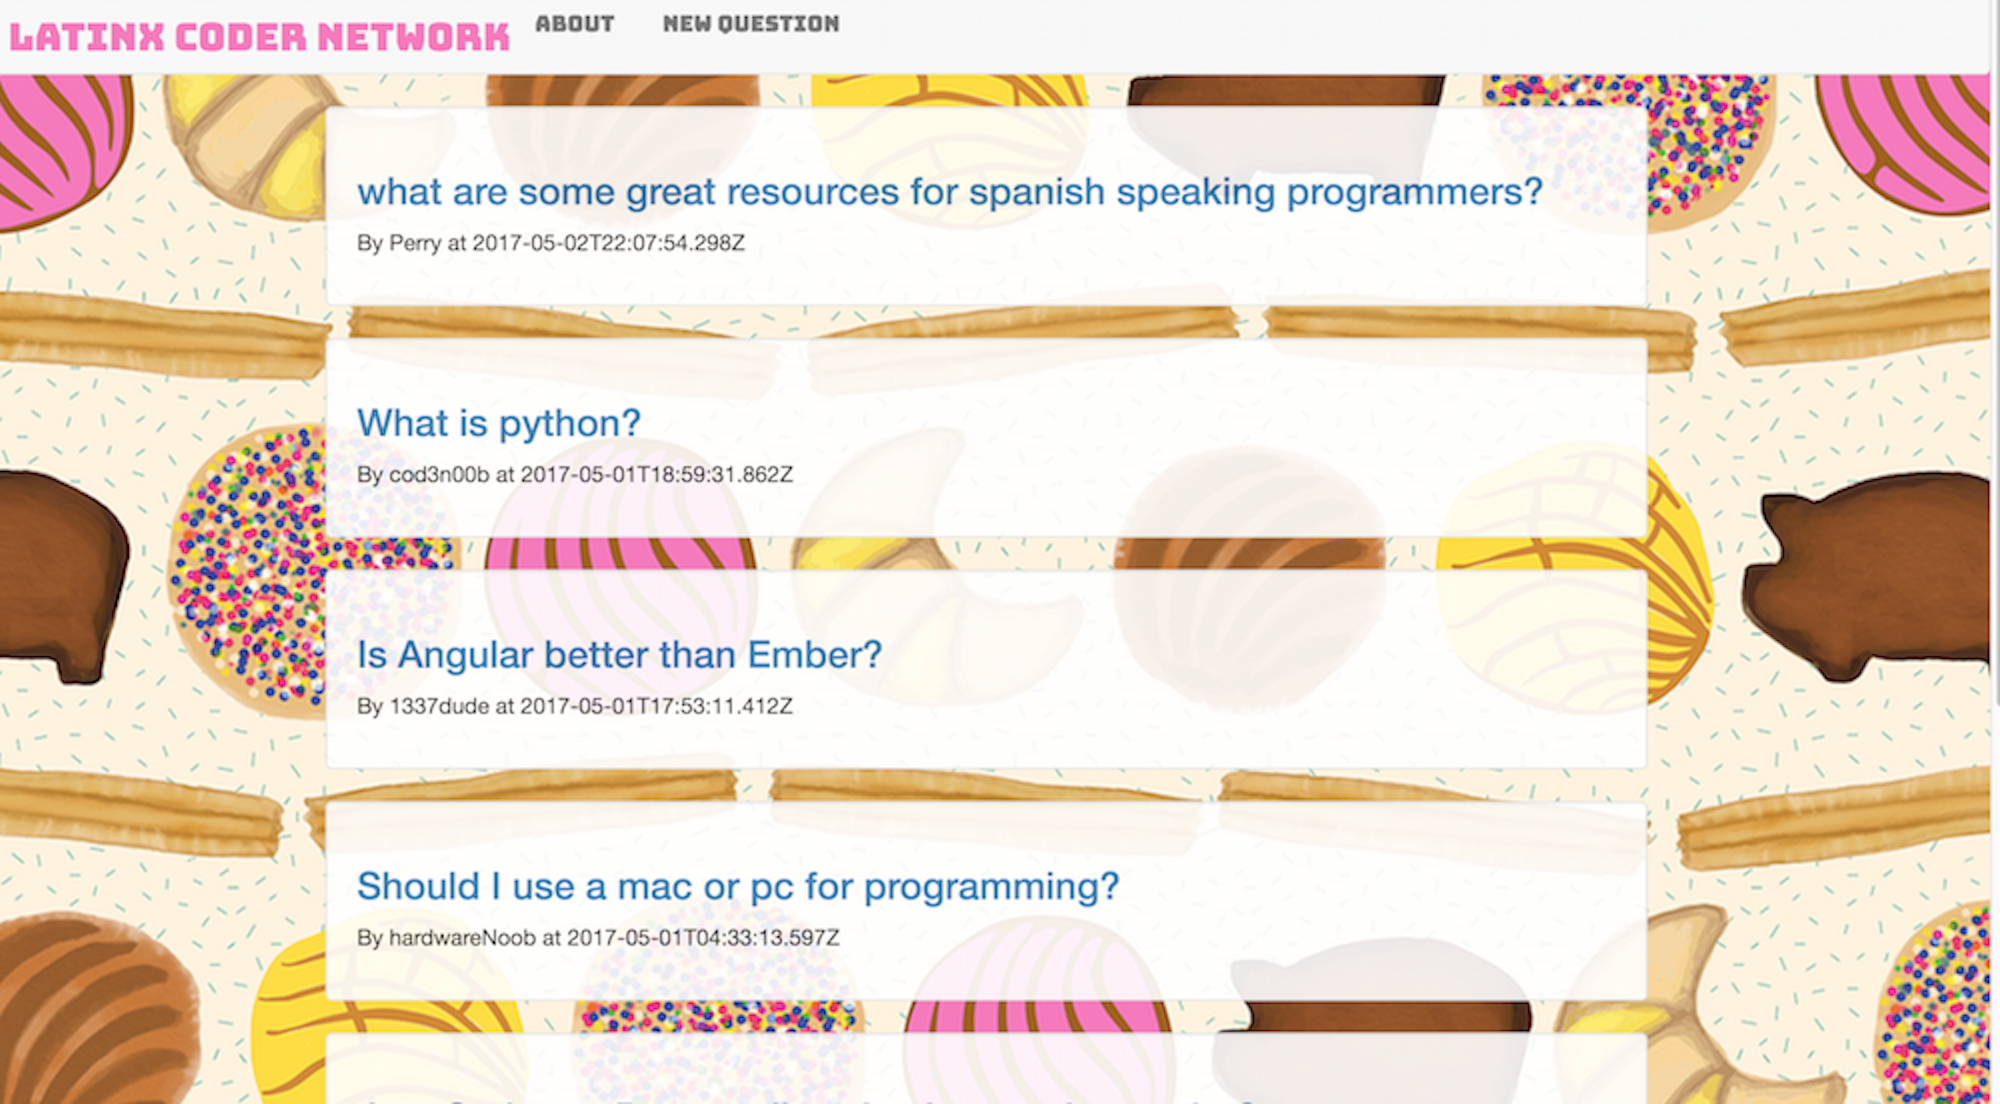 LATINX CODER NETWORK ABOUT NEW QUESTION
what are some great resources for spanish speaking programmers?
By Perry at 2017-05-02T22:07:54.298Z
What is python?
By cod3n00b at 2017-05-01T18:59:31.862Z
Is Angular better than Ember?
By 1337dude at 2017-05-01T17:53:11.412Z
Should I use a mac or pc for programming?
By hardwareNoob at 2017-05-01T04:33:13.597Z